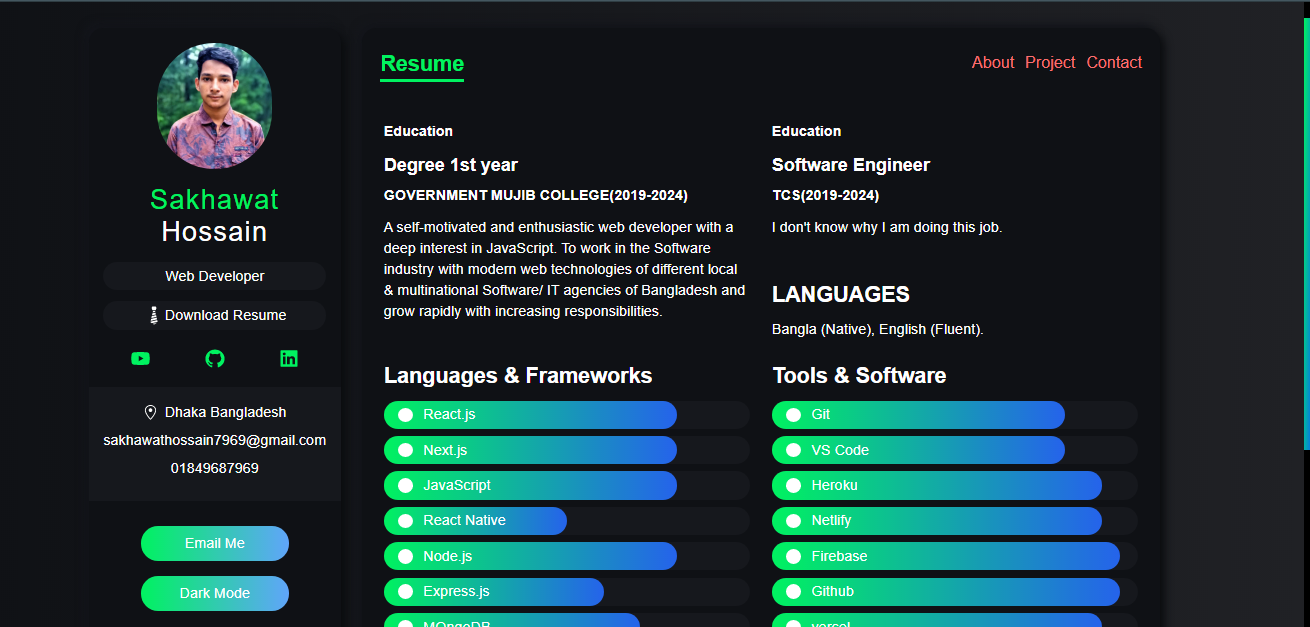 Sakhawat
Hossain
Web Developer
Download Resume
Dhaka Bangladesh
sakhawathossain7969@gmail.com
01849687969
Email Me
Dark Mode
Resume
About Project Contact
Education
Degree 1st year
GOVERNMENT MUJIB COLLEGE(2019-2024)
A self-motivated and enthusiastic web developer with a
deep interest in JavaScript. To work in the Software
industry with modern web technologies of different local
& multinational Software/ IT agencies of Bangladesh and
grow rapidly with increasing responsibilities.
Education
Software Engineer
TCS(2019-2024)
I don't know why I am doing this job.
LANGUAGES
Bangla (Native), English (Fluent).
Languages & Frameworks
React.js
Next.js
JavaScript
React Native
Node.js
Express.js
MOngoDB
Tools & Software
Git
VS Code
Heroku
Netlify
Firebase
Github
vercel